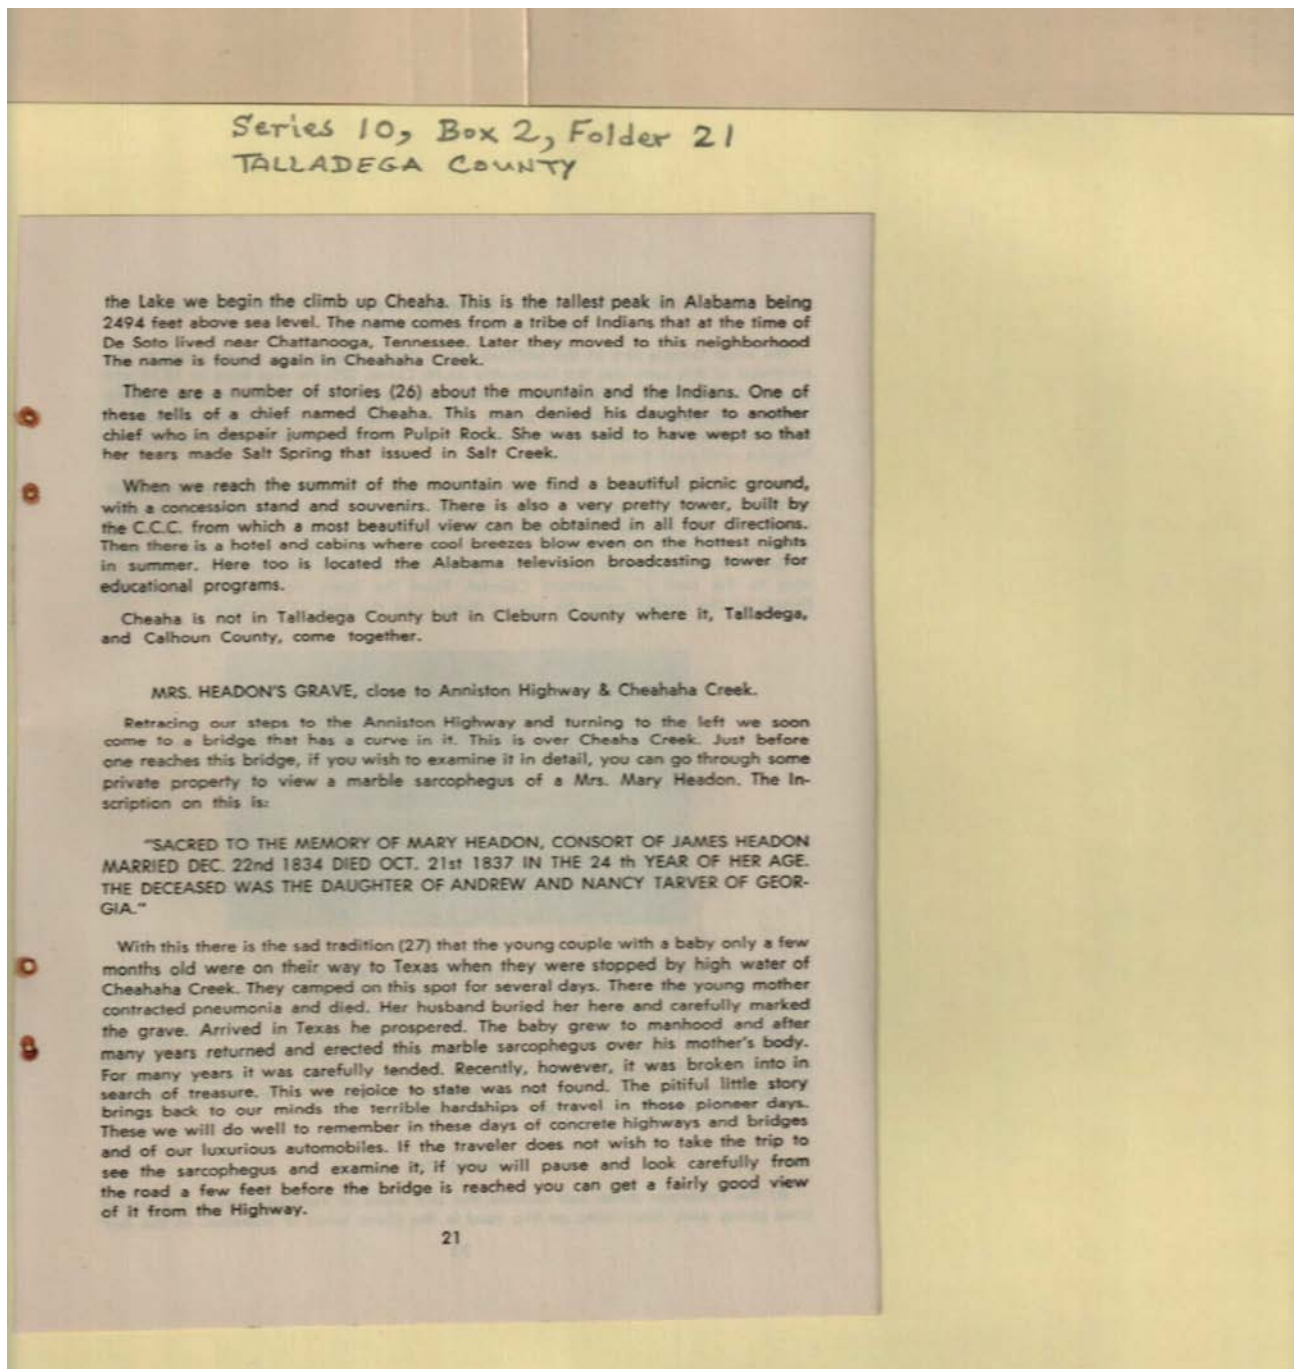 Series 10, Box 2, Folder 21
TALLADEGA COUNTY
the Lake we begin the climb up Cheaha. This is the tallest peak in Alabama being
2494 feet above sea level. The name comes from a tribe of Indians that at the time of
De Soto lived near Chattanooga, Tennessee. Later they moved to this neighborhood
The name is found again in Cheahaha Creek.
There are a number of stories (26) about the mountain and the Indians. One of
these tells of a chief named Cheaha. This man denied his daughter to another
chief who in despair jumped from Pulpit Rock. She was said to have wept so that
her tears made Salt Spring that issued in Salt Creek.
When we reach the summit of the mountain we find a beautiful picnic ground,
with a concession stand and souvenirs. There is also a very pretty tower, built by
the C.C.C. from which a most beautiful view can be obtained in all four directions.
Then there is a hotel and cabins where cool breezes blow even on the hottest nights
in summer. Here too is located the Alabama television broadcasting tower for
educational programs.
Cheaha is not in Talladega County but in Cleburn County where it, Talladega,
and Calhoun County, come together.
MRS. HEADON'S GRAVE, close to Anniston Highway & Cheahaha Creek.
Retracing our steps to the Anniston Highway and turning to the left we soon
come to a bridge that has a curve in it. This is over Cheaha Creek. Just before
one reaches this bridge, if you wish to examine it in detail, you can go through some
private property to view a marble sarcophegus of a Mrs. Mary Headon. The In-
scription on this is:
"SACRED TO THE MEMORY OF MARY HEADON, CONSORT OF JAMES HEADON
MARRIED DEC. 22nd 1834 DIED OCT. 21st 1837 IN THE 24 th YEAR OF HER AGE.
THE DECEASED WAS THE DAUGHTER OF ANDREW AND NANCY TARVER OF GEOR-
GIA."
With this there is the sad tradition (27) that the young couple with a baby only a few
months old were on their way to Texas when they were stopped by high water of
Cheahaha Creek. They camped on this spot for several days. There the young mother
contracted pneumonia and died. Her husband buried her here and carefully marked
the grave. Arrived in Texas he prospered. The baby grew to manhood and after
many years returned and erected this marble sarcophegus over his mother's body.
For many years it was carefully tended. Recently, however, it was broken into in
search of treasure. This we rejoice to state was not found. The pitiful little story
brings back to our minds the terrible hardships of travel in those pioneer days.
These we will do well to remember in these days of concrete highways and bridges
and of our luxurious automobiles. If the traveler does not wish to take the trip to
see the sarcophegus and examine it, if you will pause and look carefully from
the road a few feet before the bridge is reached you can get a fairly good view
of it from the Highway.
21